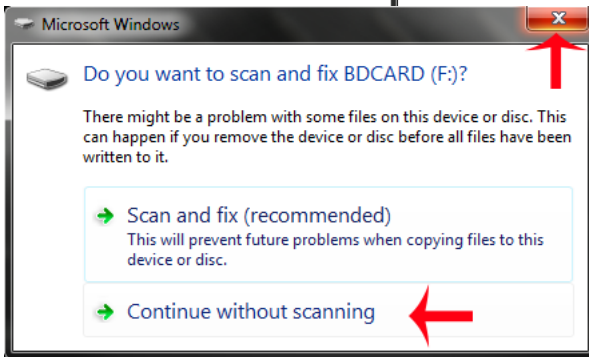 Microsoft Windows
Do you want to scan and fix BDCARD (F:)?
There might be a problem with some files on this device or disc. This
can happen if you remove the device or disc before all files have been
written to it.
Scan and fix (recommended)
This will prevent future problems when copying files to this
device or disc.
Continue without scanning